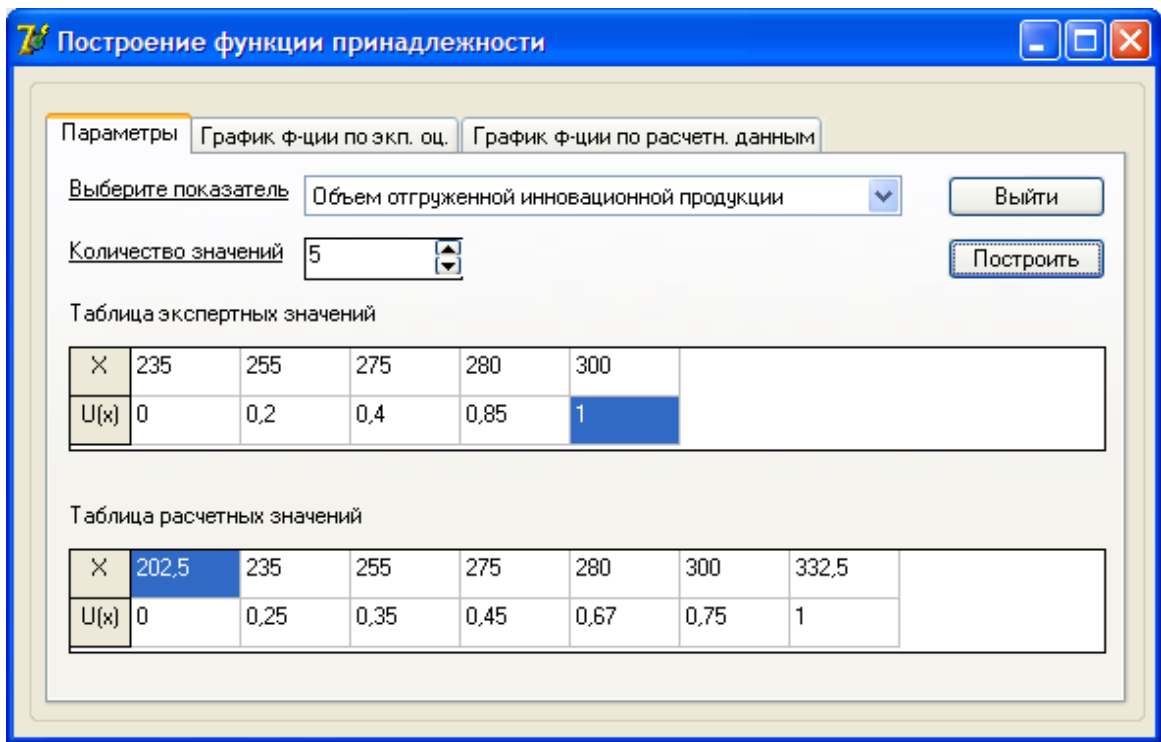 Построение функции принадлежности
Параметры График ф-ции по экп. оц. График ф-ции по расчетн. данным
Выберите показатель Объем отгруженной инновационной продукции Выйти
Количество значений 5 Построить
Таблица экспертных значений
X 235 255 275 280 300
U(x) 0 0,2 0,4 0,85 1
Таблица расчетных значений
X 202,5 235 255 275 280 300 332,5
U(x) 0 0,25 0,35 0,45 0,67 0,75 1